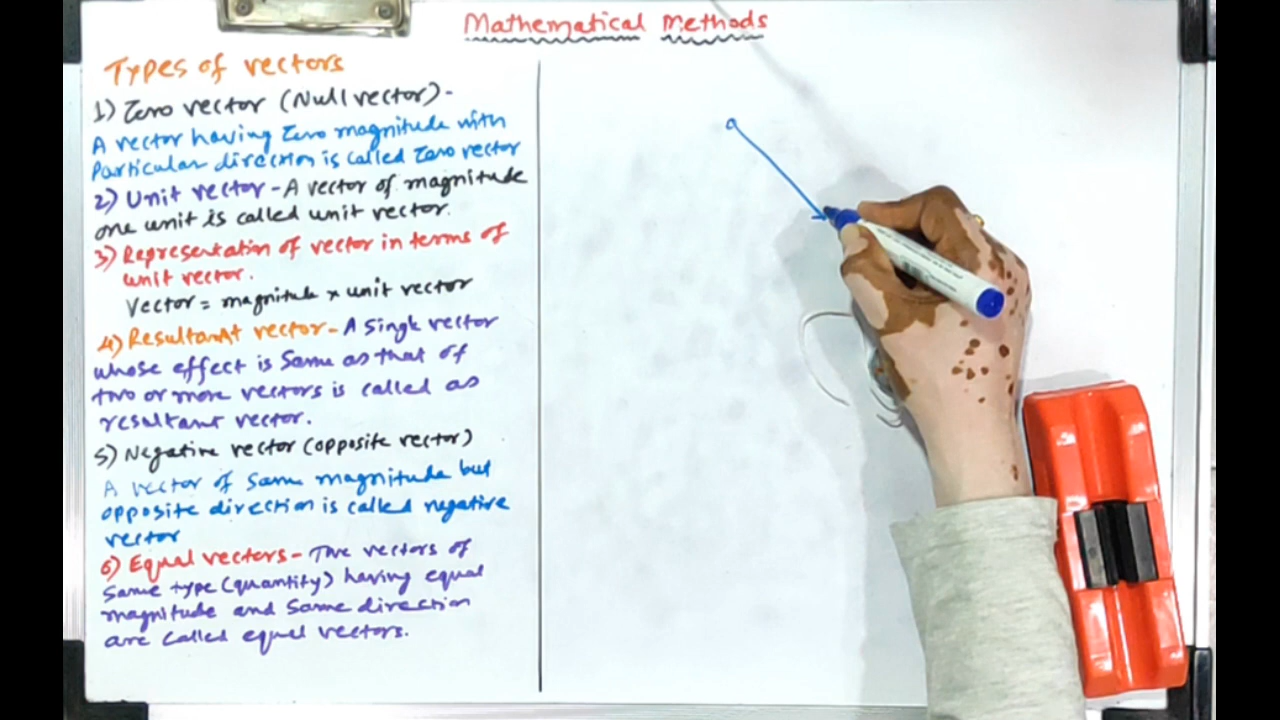 Mathematical Methods
Types of vectors
1) Zero vector (Null vector) -
A vector having Zero magnitude with
Particular direction is called Zero vector
2) Unit vector - A vector of magnitude
one unit is called unit vector.
3) Representation of vector in terms of
unit vector.
Vector = magnitude x unit vector
4) Resultant vector - A Single vector
whose effect is Same as that of
two or more vectors is called as
resultant vector.
5) Negative vector (opposite vector)
A vector of Same magnitude but
opposite direction is called negative
vector
6) Equal vectors - The vectors of
Same type (quantity) having equal
magnitude and Same direction
are called equal vectors.